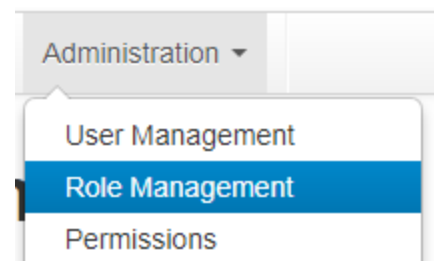 Administration
User Management
Role Management
Permissions